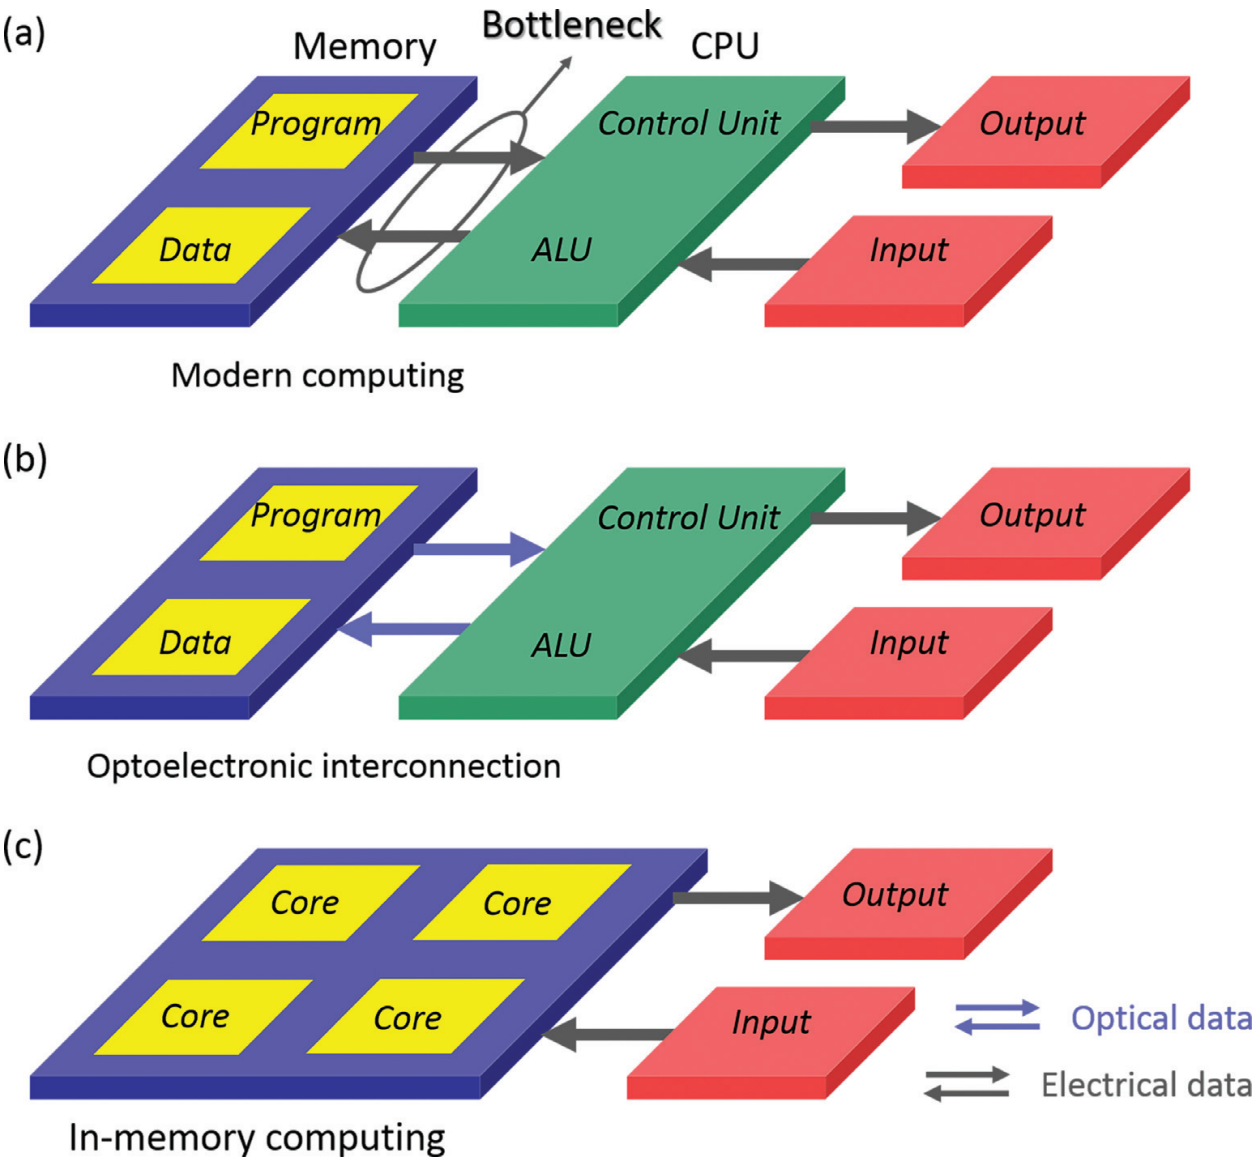 (a)
Memory
Bottleneck
CPU
Program
Control Unit
Output
Data
ALU
Input
Modern computing
(b)
Program
Control Unit
Output
Data
ALU
Input
Optoelectronic interconnection
(c)
Core
Core
Output
Core
Core
Input
Optical data
Electrical data
In-memory computing